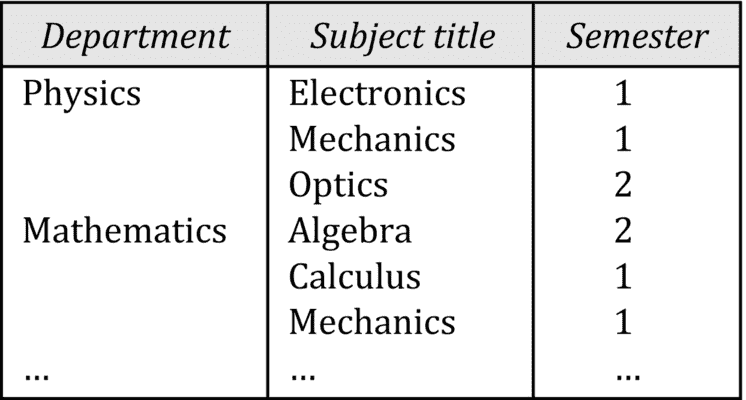 Department Subject title Semester
Physics Electronics 1
Mechanics 1
Optics 2
Mathematics Algebra 2
Calculus 1
Mechanics 1
... ... ...